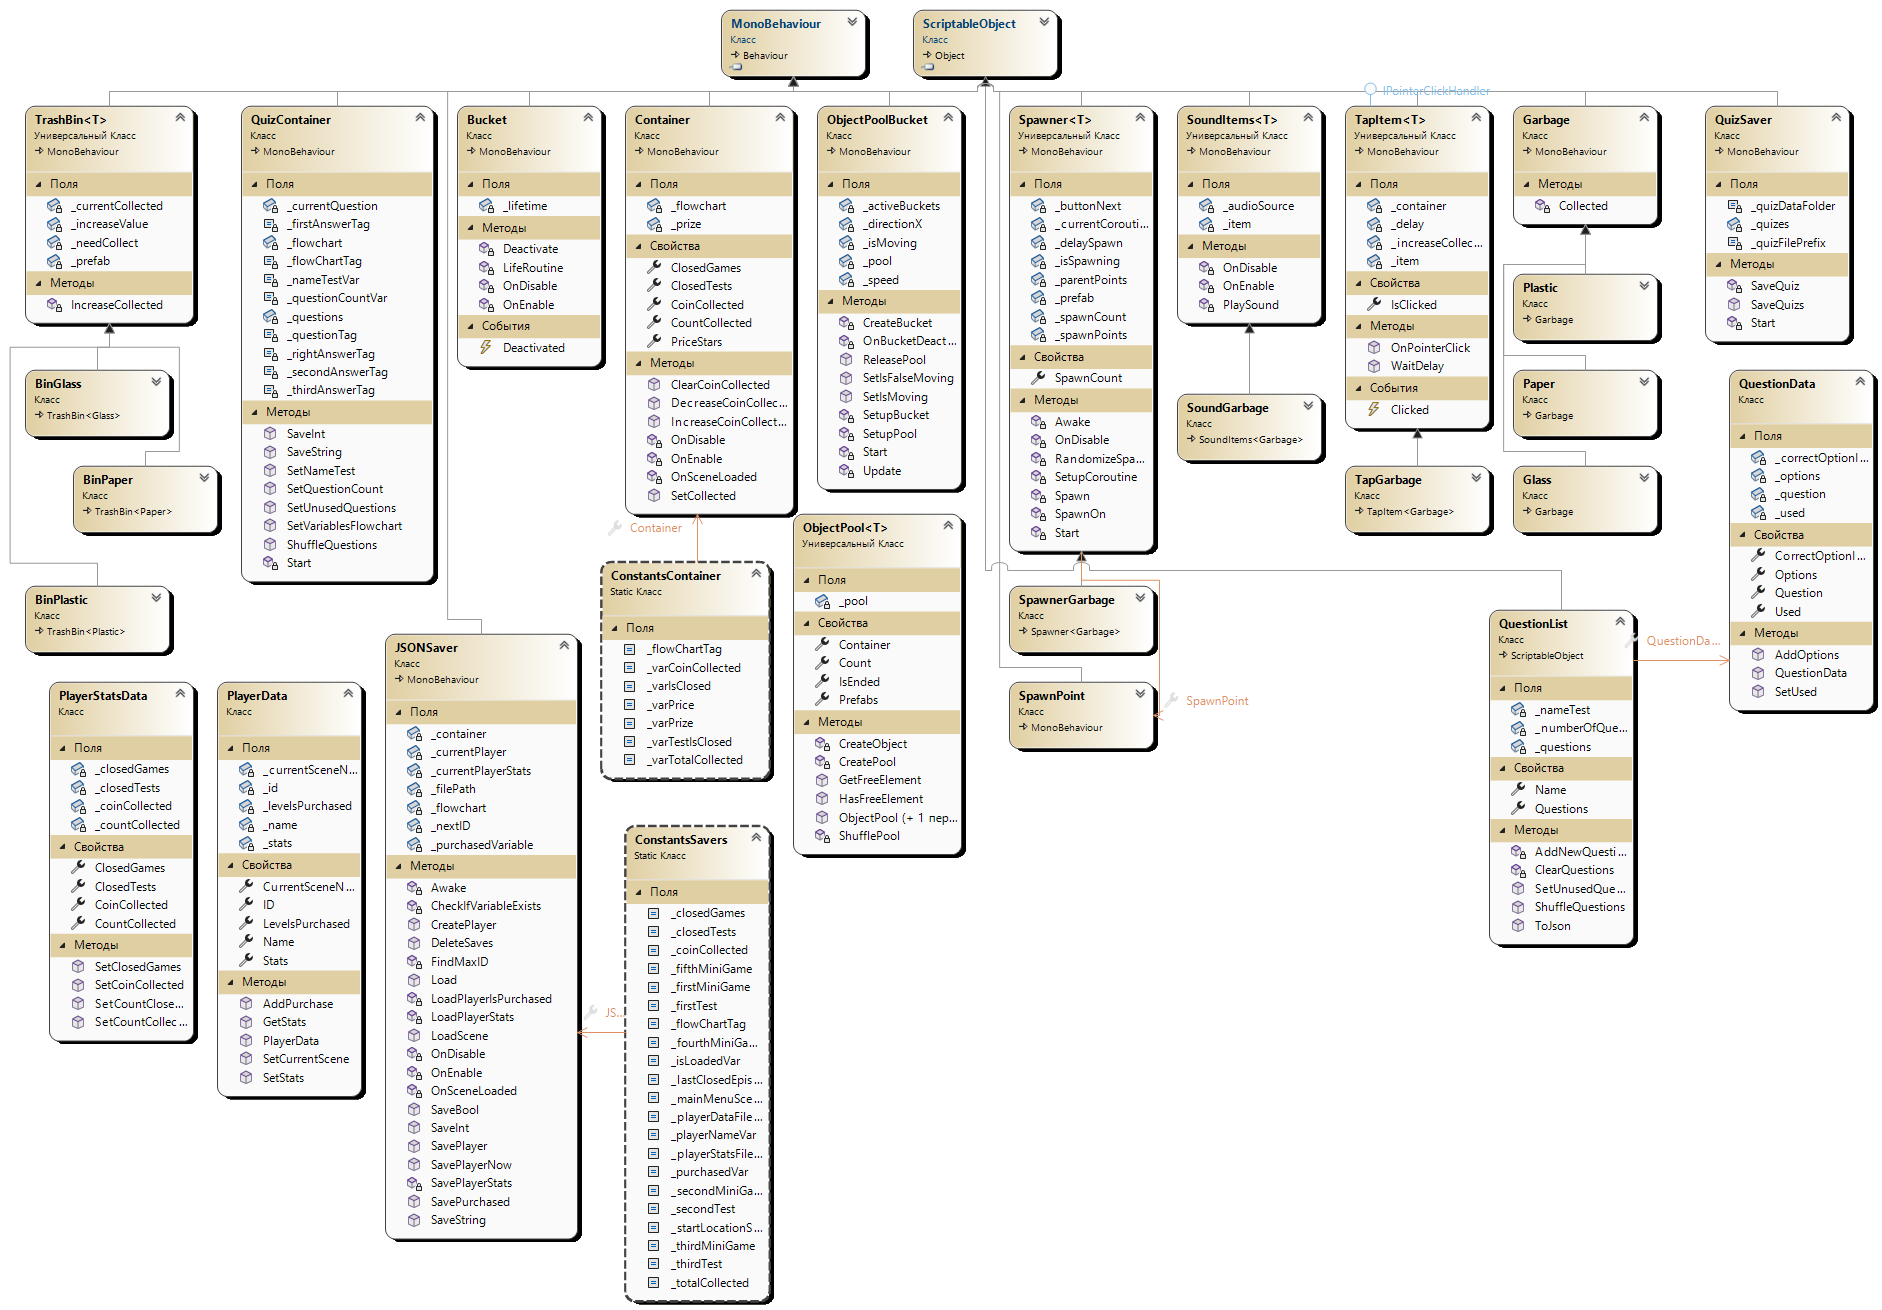 MonoBehaviour
Класс
Behaviour
ScriptableObject
Класс
Object
IPointerClickHandler
TrashBin<T>
Универсальный Класс
MonoBehaviour
Поля
_currentCollected
_increaseValue
_needCollect
_prefab
Методы
IncreaseCollected
QuizContainer
Класс
MonoBehaviour
Поля
_currentQuestion
_firstAnswerTag
_flowchart
_flowChartTag
_nameTestVar
_questionCountVar
_questions
_questionTag
_rightAnswerTag
_secondAnswerTag
_thirdAnswerTag
Методы
SaveInt
SaveString
SetNameTest
SetQuestionCount
SetUnusedQuestions
SetVariablesFlowchart
ShuffleQuestions
Start
Bucket
Класс
MonoBehaviour
Поля
_lifetime
Методы
Deactivate
LifeRoutine
OnDisable
OnEnable
События
Deactivated
Container
Класс
MonoBehaviour
Поля
_flowchart
_prize
Свойства
ClosedGames
ClosedTests
CoinCollected
CountCollected
PriceStars
Методы
ClearCoinCollected
DecreaseCoinCollec...
IncreaseCoinCollect...
OnDisable
OnEnable
OnSceneLoaded
SetCollected
ObjectPoolBucket
Класс
MonoBehaviour
Поля
_activeBuckets
_directionX
_isMoving
_pool
_speed
Методы
CreateBucket
OnBucketDeact...
ReleasePool
SetIsFalseMoving
SetIsMoving
SetupBucket
SetupPool
Start
Update
Spawner<T>
Универсальный Класс
MonoBehaviour
Поля
_buttonNext
_currentCorouti...
_delaySpawn
_isSpawning
_parentPoints
_prefab
_spawnCount
_spawnPoints
Свойства
SpawnCount
Методы
Awake
OnDisable
RandomizeSpa...
SetupCoroutine
Spawn
SpawnOn
Start
SoundItems<T>
Универсальный Класс
MonoBehaviour
Поля
_audioSource
_item
Методы
OnDisable
OnEnable
PlaySound
TapItem<T>
Универсальный Класс
MonoBehaviour
Поля
_container
_delay
_increaseCollec...
_item
Свойства
IsClicked
Методы
OnPointerClick
WaitDelay
События
Clicked
Garbage
Класс
MonoBehaviour
Методы
Collected
QuizSaver
Класс
MonoBehaviour
Поля
_quizDataFolder
_quizes
_quizFilePrefix
Методы
SaveQuiz
SaveQuizs
Start
Plastic
Класс
Garbage
Paper
Класс
Garbage
Glass
Класс
Garbage
BinGlass
Класс
TrashBin<Glass>
BinPaper
Класс
TrashBin<Paper>
BinPlastic
Класс
TrashBin<Plastic>
SoundGarbage
Класс
SoundItems<Garbage>
TapGarbage
Класс
TapItem<Garbage>
QuestionData
Класс
Поля
_correctOptionI...
_options
_question
_used
Свойства
CorrectOptionI...
Options
Question
Used
Методы
AddOptions
QuestionData
SetUsed
Container
ConstantsContainer
Static Класс
Поля
_flowChartTag
_varCoinCollected
_varIsClosed
_varPrice
_varPrize
_varTestIsClosed
_varTotalCollected
ObjectPool<T>
Универсальный Класс
Поля
_pool
Свойства
Container
Count
IsEnded
Prefabs
Методы
CreateObject
CreatePool
GetFreeElement
HasFreeElement
ObjectPool (+ 1 пер...
ShufflePool
SpawnerGarbage
Класс
Spawner<Garbage>
SpawnPoint
Класс
MonoBehaviour
SpawnPoint
QuestionList
Класс
ScriptableObject
Поля
_nameTest
_numberOfQue...
_questions
Свойства
Name
Questions
Методы
AddNewQuesti...
ClearQuestions
SetUnusedQue...
ShuffleQuestions
ToJson
QuestionDa...
JSONSaver
Класс
MonoBehaviour
Поля
_container
_currentPlayer
_currentPlayerStats
_filePath
_flowchart
_nextID
_purchasedVariable
Методы
Awake
CheckIfVariableExists
CreatePlayer
DeleteSaves
FindMaxID
Load
LoadPlayerIsPurchased
LoadPlayerStats
LoadScene
OnDisable
OnEnable
OnSceneLoaded
SaveBool
SaveInt
SavePlayer
SavePlayerNow
SavePlayerStats
SavePurchased
SaveString
PlayerStatsData
Класс
Поля
_closedGames
_closedTests
_coinCollected
_countCollected
Свойства
ClosedGames
ClosedTests
CoinCollected
CountCollected
Методы
SetClosedGames
SetCoinCollected
SetCountClose...
SetCountCollec...
PlayerData
Класс
Поля
_currentSceneN...
_id
_levelsPurchased
_name
_stats
Свойства
CurrentSceneN...
ID
LevelsPurchased
Name
Stats
Методы
AddPurchase
GetStats
PlayerData
SetCurrentScene
SetStats
JS...
ConstantsSavers
Static Класс
Поля
_closedGames
_closedTests
_coinCollected
_fifthMiniGame
_firstMiniGame
_firstTest
_flowChartTag
_fourthMiniGa...
_isLoadedVar
_lastClosedEpis...
_mainMenuSce...
_playerDataFile...
_playerNameVar
_playerStatsFile...
_purchasedVar
_secondMiniGa...
_secondTest
_startLocationS...
_thirdMiniGame
_thirdTest
_totalCollected